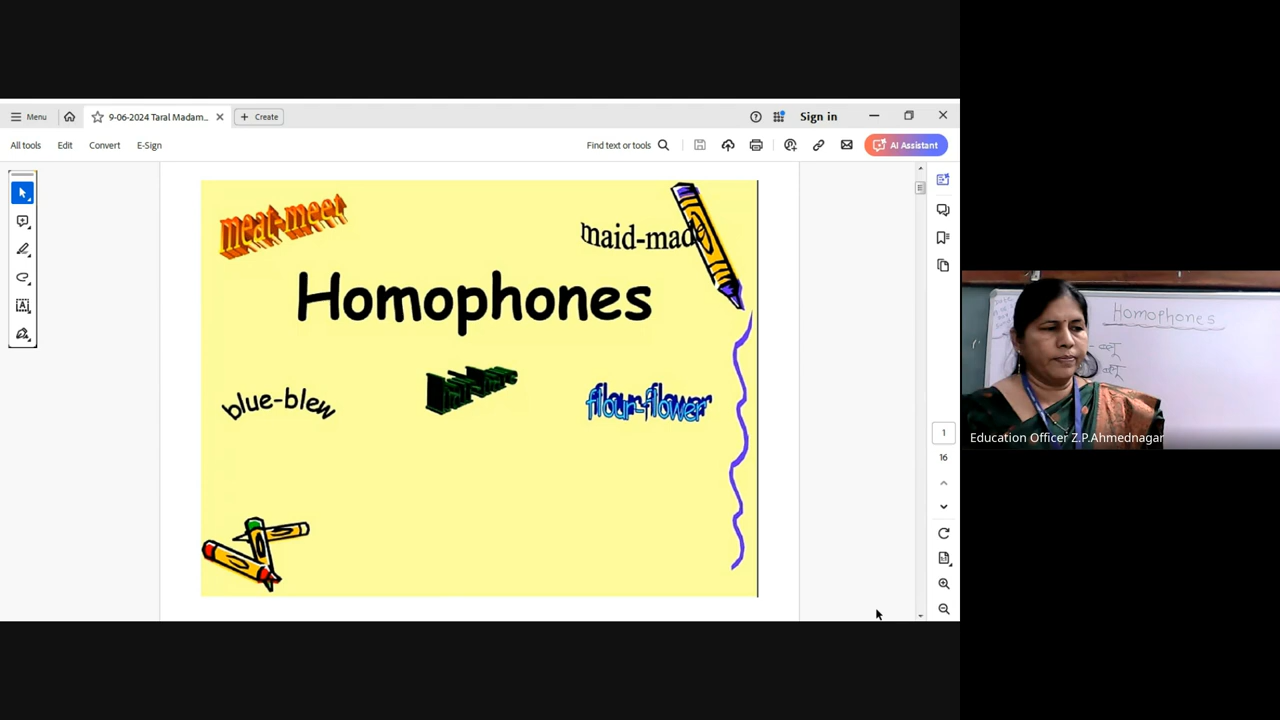 Menu
9-06-2024 Taral Madam...
Create
Sign in
All tools
Edit
Convert
E-Sign
Find text or tools
AI Assistant
meat-meet
maid-made
Homophones
blue-blew
flour-flower
1
16
Homophones
Education Officer Z.P.Ahmednagar